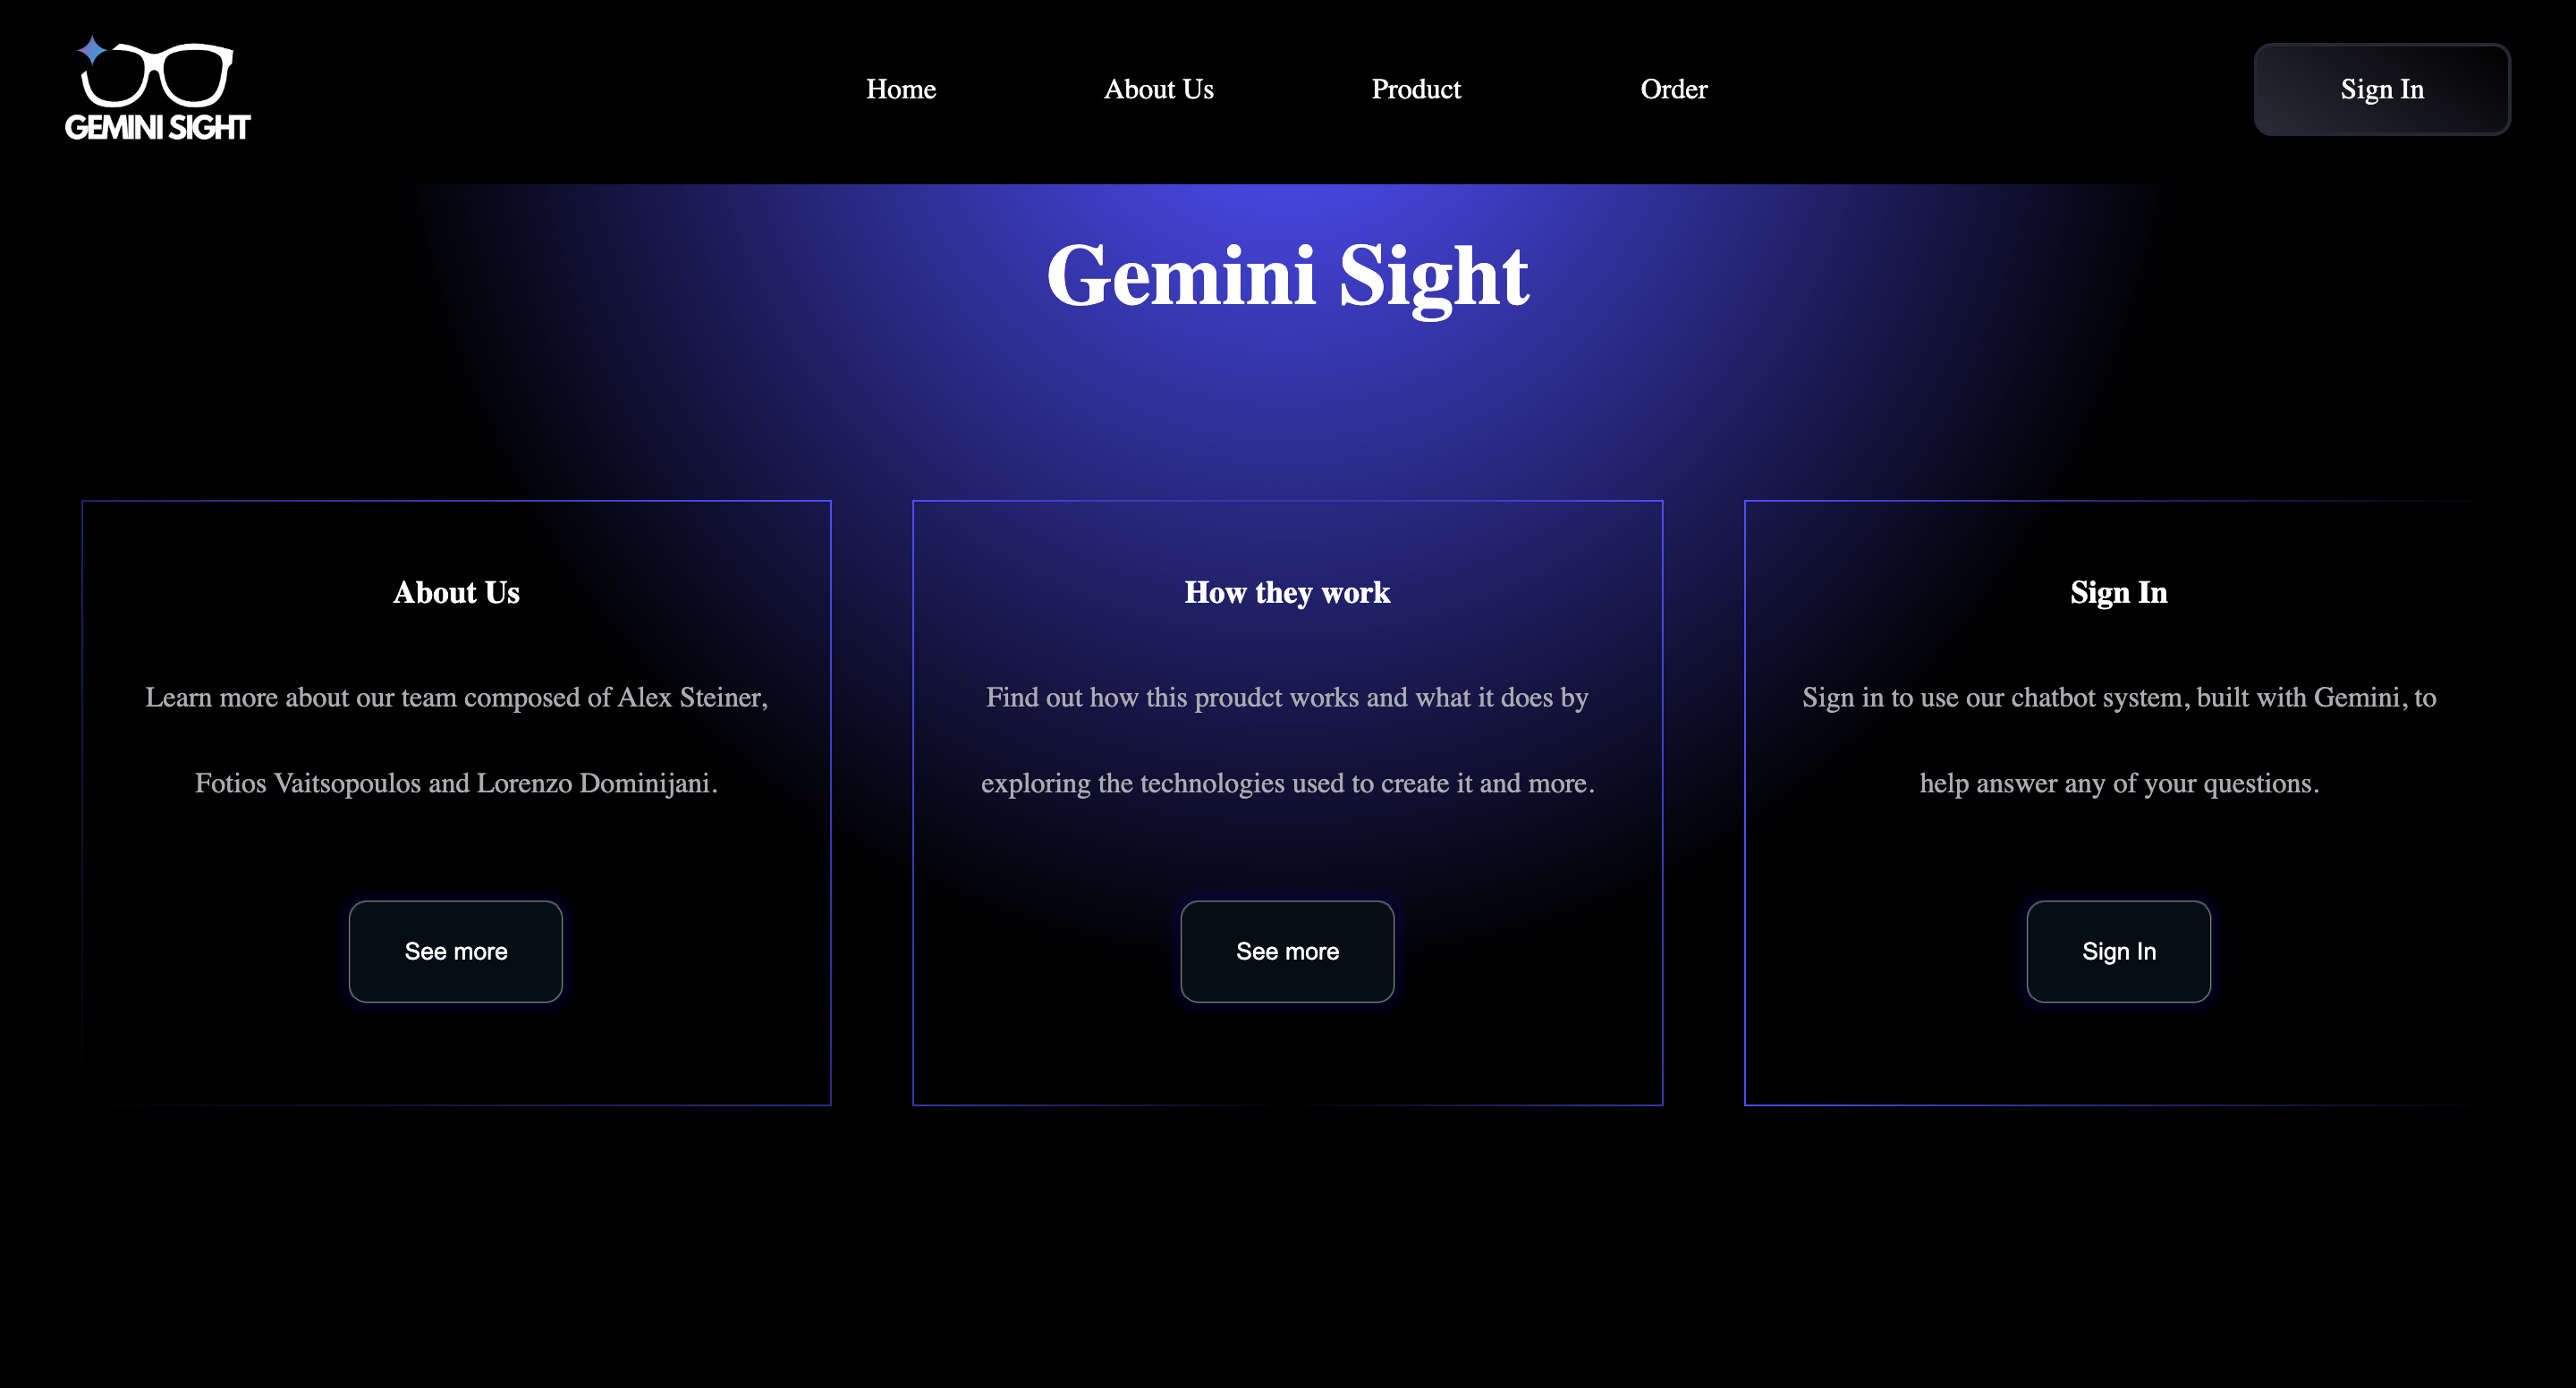 GEMINI SIGHT
Home
About Us
Product
Order
Sign In
Gemini Sight
About Us
Learn more about our team composed of Alex Steiner,
Fotios Vaitsopoulos and Lorenzo Dominijani.
See more
How they work
Find out how this proudct works and what it does by
exploring the technologies used to create it and more.
See more
Sign In
Sign in to use our chatbot system, built with Gemini, to
help answer any of your questions.
Sign In